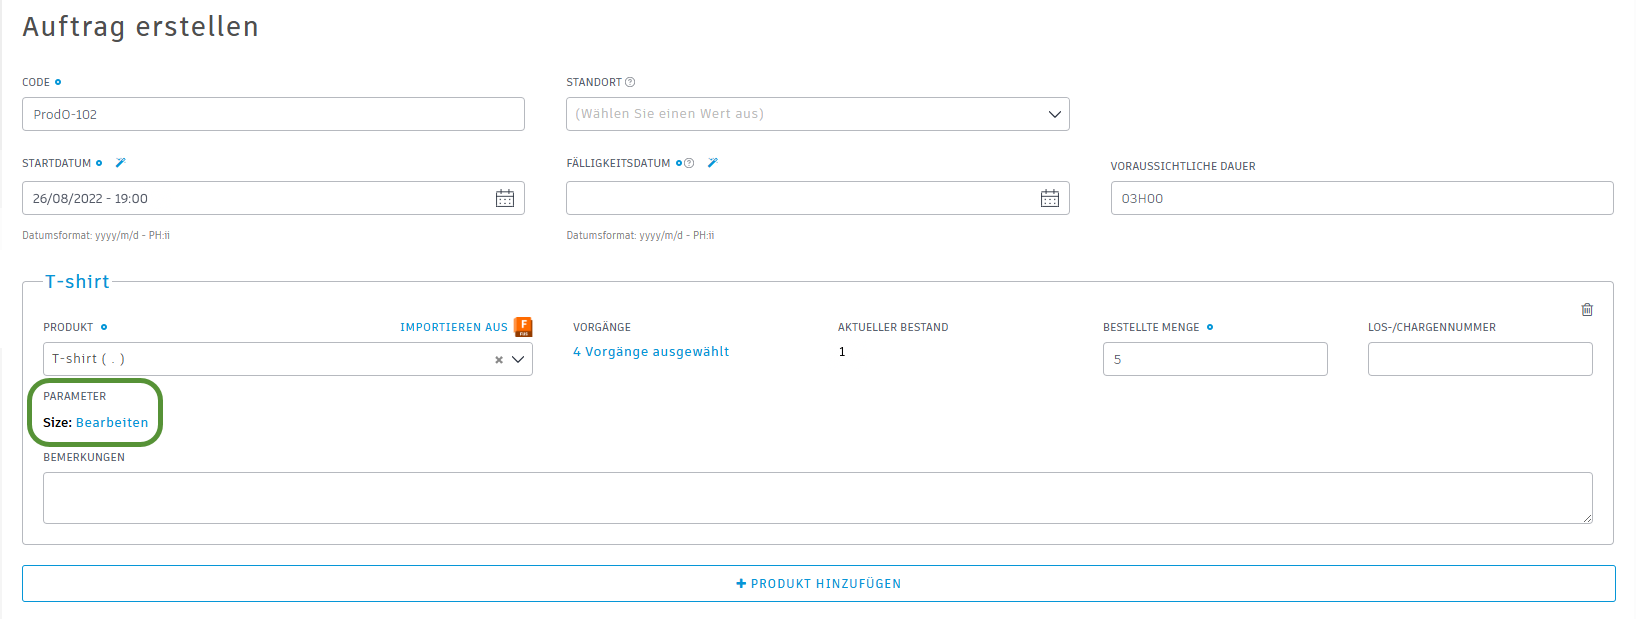 Auftrag erstellen
CODE
STANDORT
ProdO-102
(Wählen Sie einen Wert aus)
STARTDATUM
FÄLLIGKEITSDATUM
VORAUSSICHTLICHE DAUER
26/08/2022 - 19:00
03H00
Datumsformat: yyyy/m/d - PH:ii
Datumsformat: yyyy/m/d - PH:ii
T-shirt
PRODUKT
IMPORTIEREN AUS
F
FUS
VORGÄNGE
AKTUELLER BESTAND
BESTELLTE MENGE
LOS-/CHARGENNUMMER
T-shirt ( . )
4 Vorgänge ausgewählt
1
5
PARAMETER
Size: Bearbeiten
BEMERKUNGEN
+ PRODUKT HINZUFÜGEN